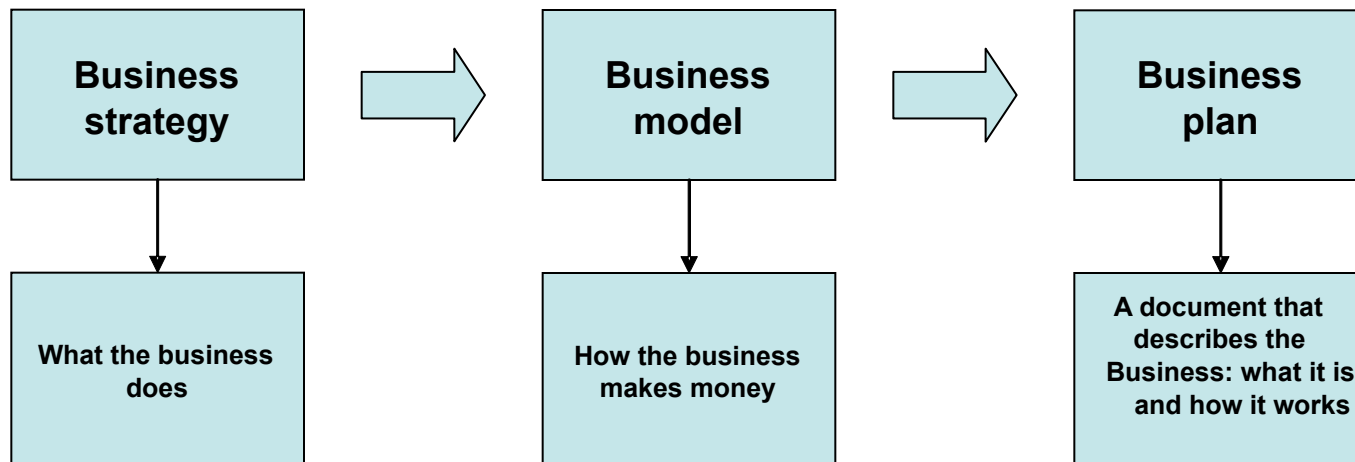 Business
strategy
Business
model
Business
plan
What the business
does
How the business
makes money
A document that
describes the
Business: what it is
and how it works